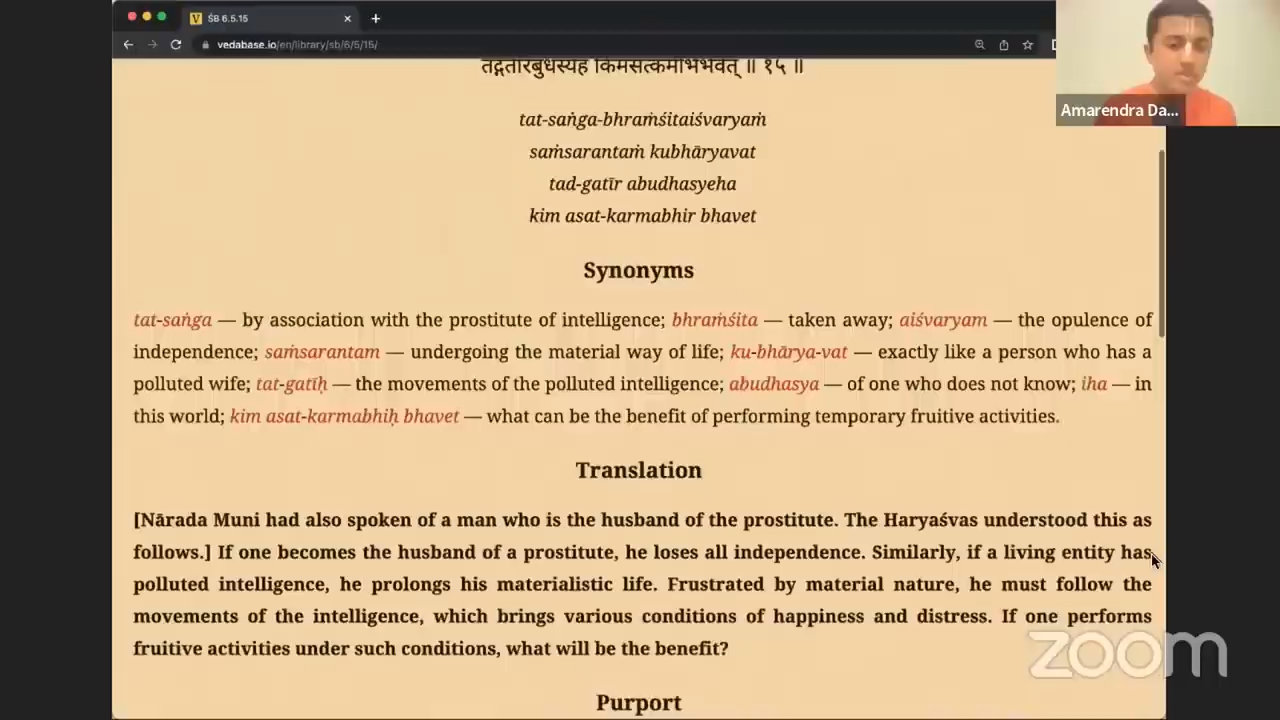 ŚB 6.5.15
vedabase.io/en/library/sb/6/5/15/
Amarendra Da...
॥ १५ ॥
tat-saṅga-bhraṁśitaiśvaryaṁ
saṁsarantaṁ kubhāryavat
tad-gatīr abudhasyeha
kim asat-karmabhir bhavet
Synonyms
tat-saṅga — by association with the prostitute of intelligence; bhraṁśita — taken away; aiśvaryam — the opulence of
independence; saṁsarantam — undergoing the material way of life; ku-bhārya-vat — exactly like a person who has a
polluted wife; tat-gatīḥ — the movements of the polluted intelligence; abudhasya — of one who does not know; iha — in
this world; kim asat-karmabhiḥ bhavet — what can be the benefit of performing temporary fruitive activities.
Translation
[Nārada Muni had also spoken of a man who is the husband of the prostitute. The Haryaśvas understood this as
follows.] If one becomes the husband of a prostitute, he loses all independence. Similarly, if a living entity has
polluted intelligence, he prolongs his materialistic life. Frustrated by material nature, he must follow the
movements of the intelligence, which brings various conditions of happiness and distress. If one performs
fruitive activities under such conditions, what will be the benefit?
Purport
zoom